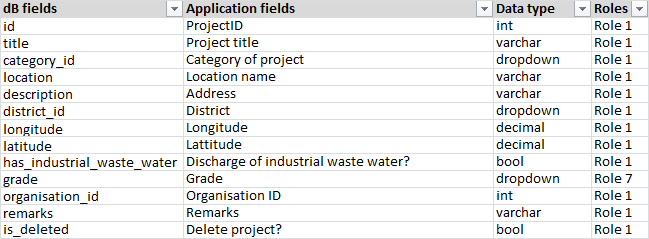 dB fields Application fields Data type Roles
id ProjectID int Role 1
title Project title varchar Role 1
category_id Category of project dropdown Role 1
location Location name varchar Role 1
description Address varchar Role 1
district_id District dropdown Role 1
longitude Longitude decimal Role 1
latitude Lattitude decimal Role 1
has_industrial_waste_water Discharge of industrial waste water? bool Role 1
grade Grade dropdown Role 7
organisation_id Organisation ID int Role 1
remarks Remarks varchar Role 1
is_deleted Delete project? bool Role 1